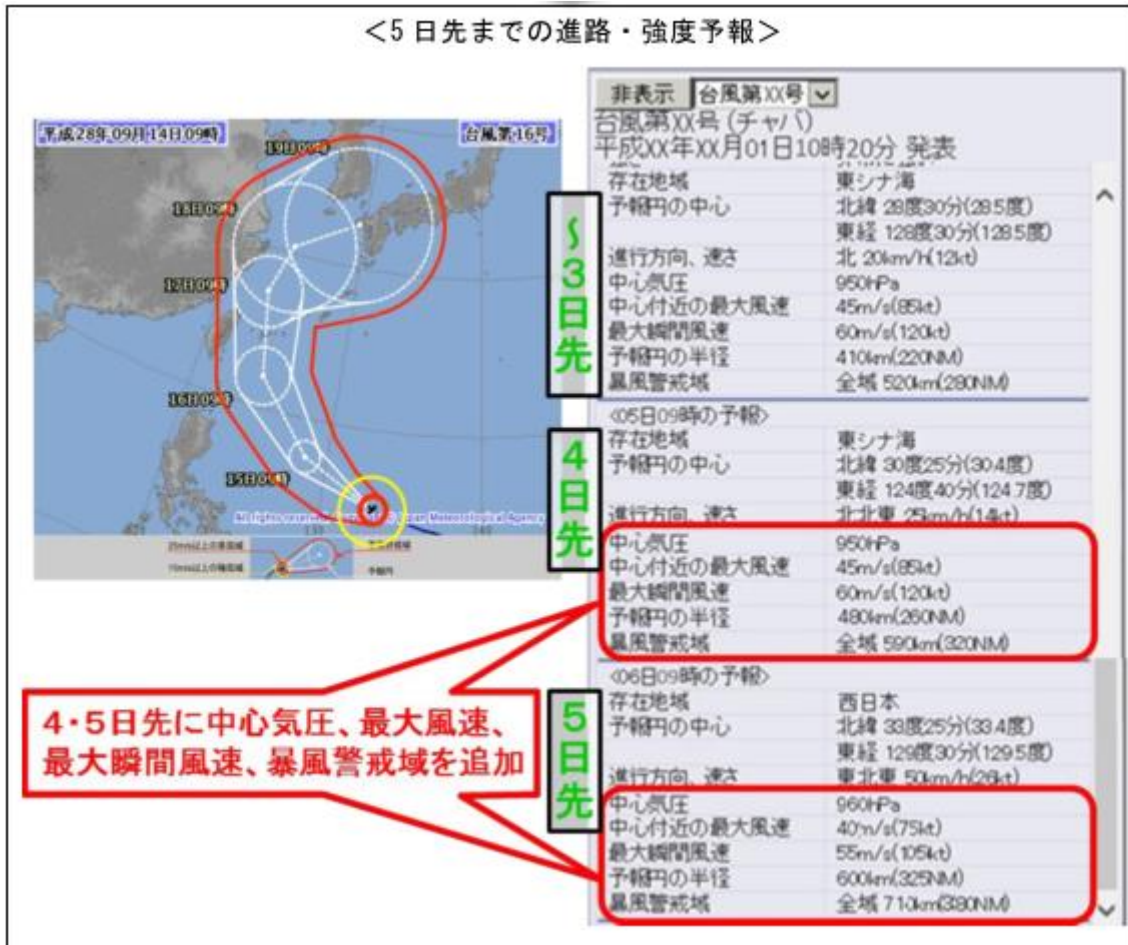 ＜5日先までの進路・強度予報＞
平成28年09月14日09時
台風第16号
19日09時
18日09時
17日09時
16日09時
15日09時
非表示 台風第XX号
台風第XX号 (チャバ)
平成XX年XX月01日10時20分 発表
～3日先
存在地域 東シナ海
予報円の中心 北緯 28度30分(28.5度)
東経 128度30分(128.5度)
進行方向、速さ 北 20km/h(12kt)
中心気圧 950hPa
中心付近の最大風速 45m/s(85kt)
最大瞬間風速 60m/s(120kt)
予報円の半径 410km(220NM)
暴風警戒域 全域 520km(280NM)
4日先
<05日09時の予報>
存在地域 東シナ海
予報円の中心 北緯 30度25分(30.4度)
東経 124度40分(124.7度)
進行方向、速さ 北北東 25km/h(14kt)
中心気圧 950hPa
中心付近の最大風速 45m/s(85kt)
最大瞬間風速 60m/s(120kt)
予報円の半径 480km(260NM)
暴風警戒域 全域 590km(320NM)
5日先
<06日09時の予報>
存在地域 西日本
予報円の中心 北緯 33度25分(33.4度)
東経 129度30分(129.5度)
進行方向、速さ 東北東 50km/h(26kt)
中心気圧 960hPa
中心付近の最大風速 40m/s(75kt)
最大瞬間風速 55m/s(105kt)
予報円の半径 600km(325NM)
暴風警戒域 全域 710km(380NM)
4・5日先に中心気圧、最大風速、
最大瞬間風速、暴風警戒域を追加